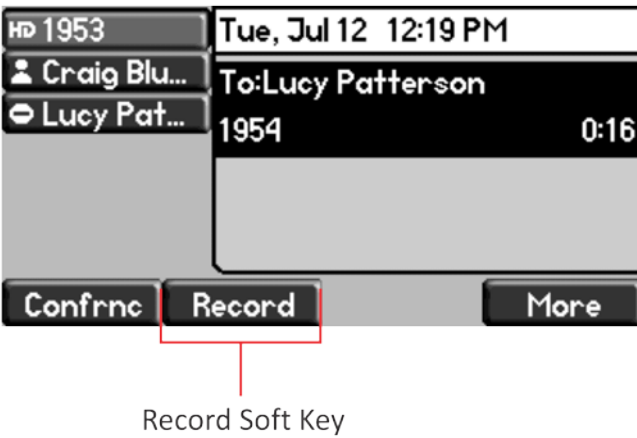 HD 1953
Tue, Jul 12 12:19 PM
Craig Blu...
To:Lucy Patterson
Lucy Pat...
1954 0:16
Confrnc Record More
Record Soft Key